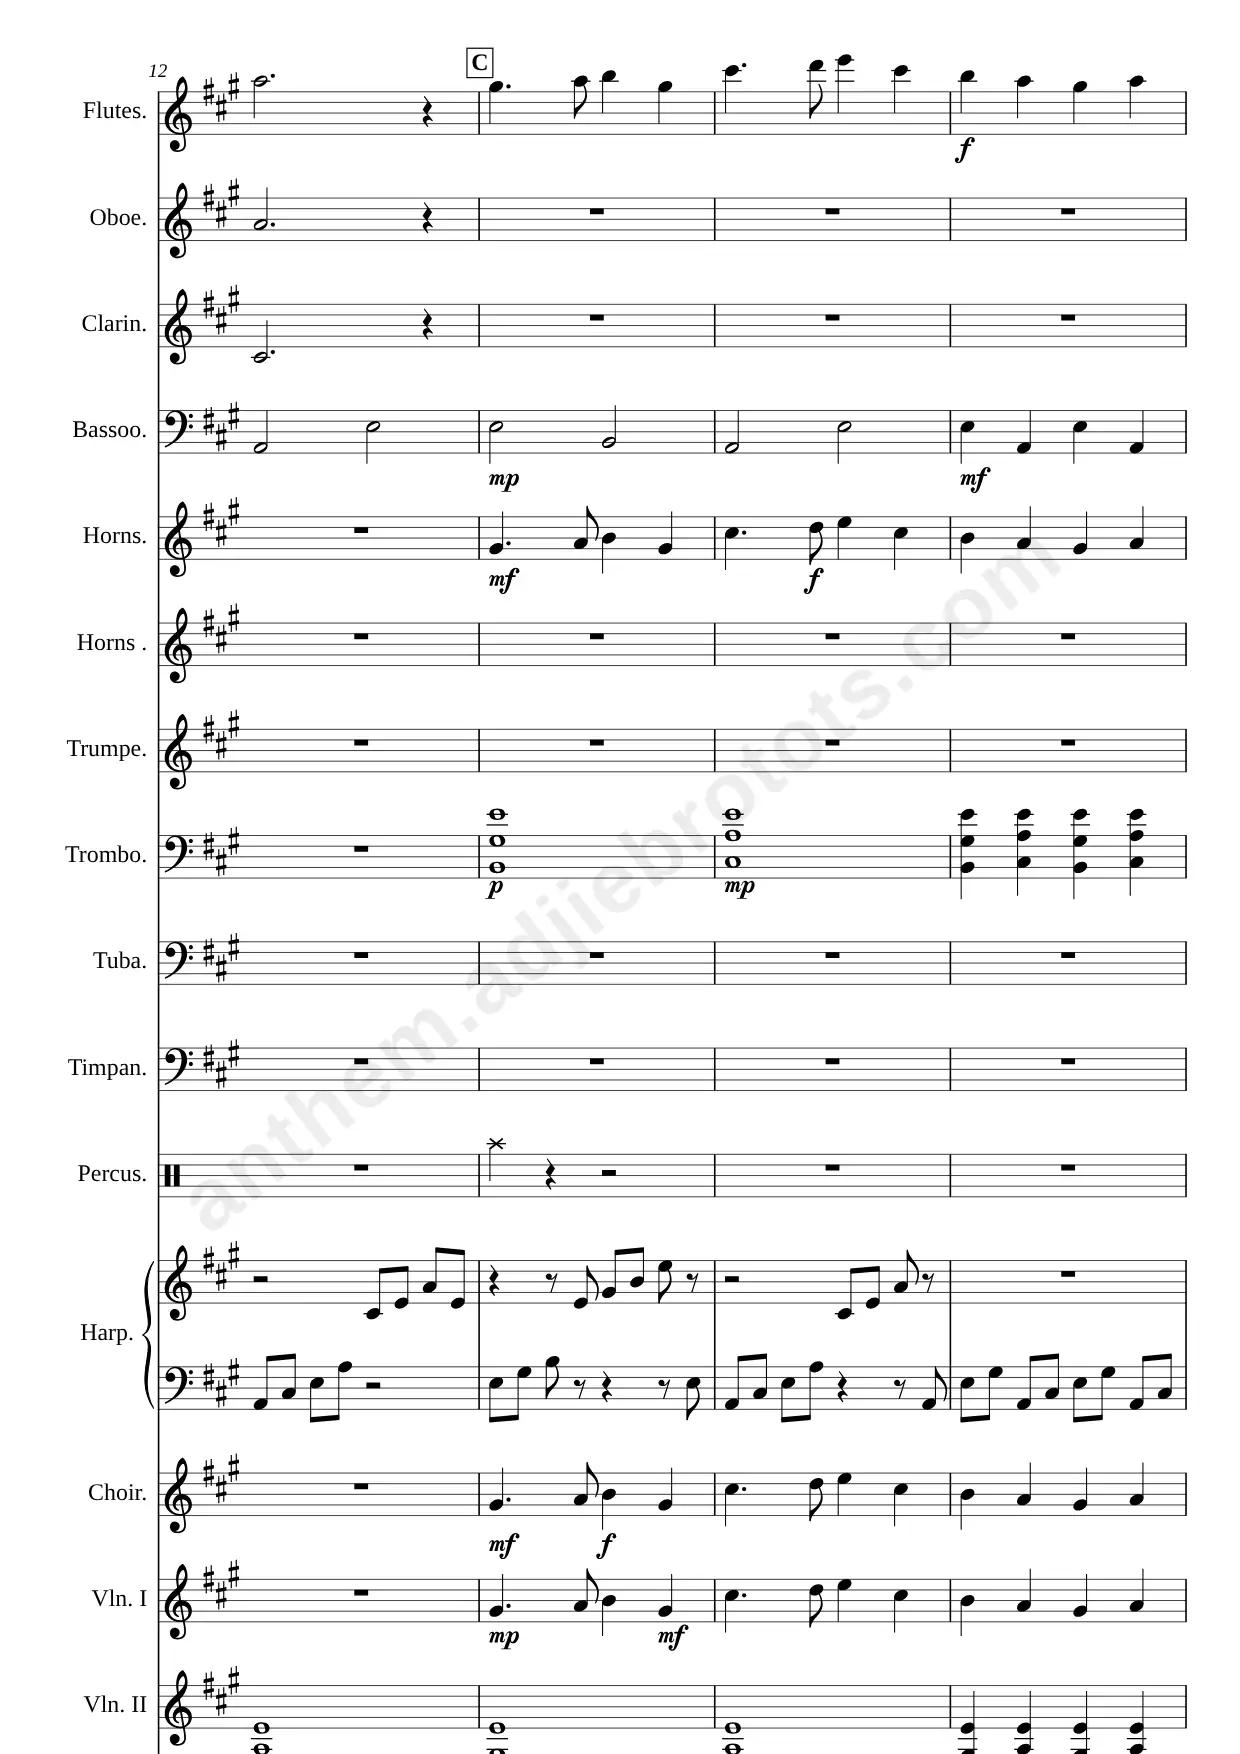 12
C
Flutes.
f
Oboe.
Clarin.
Bassoo.
mp
mf
Horns.
mf
f
Horns .
Trumpe.
Trombo.
p
mp
Tuba.
Timpan.
Percus.
Harp.
Choir.
mf
f
Vln. I
mp
mf
Vln. II
anthem.adjiebrotots.com